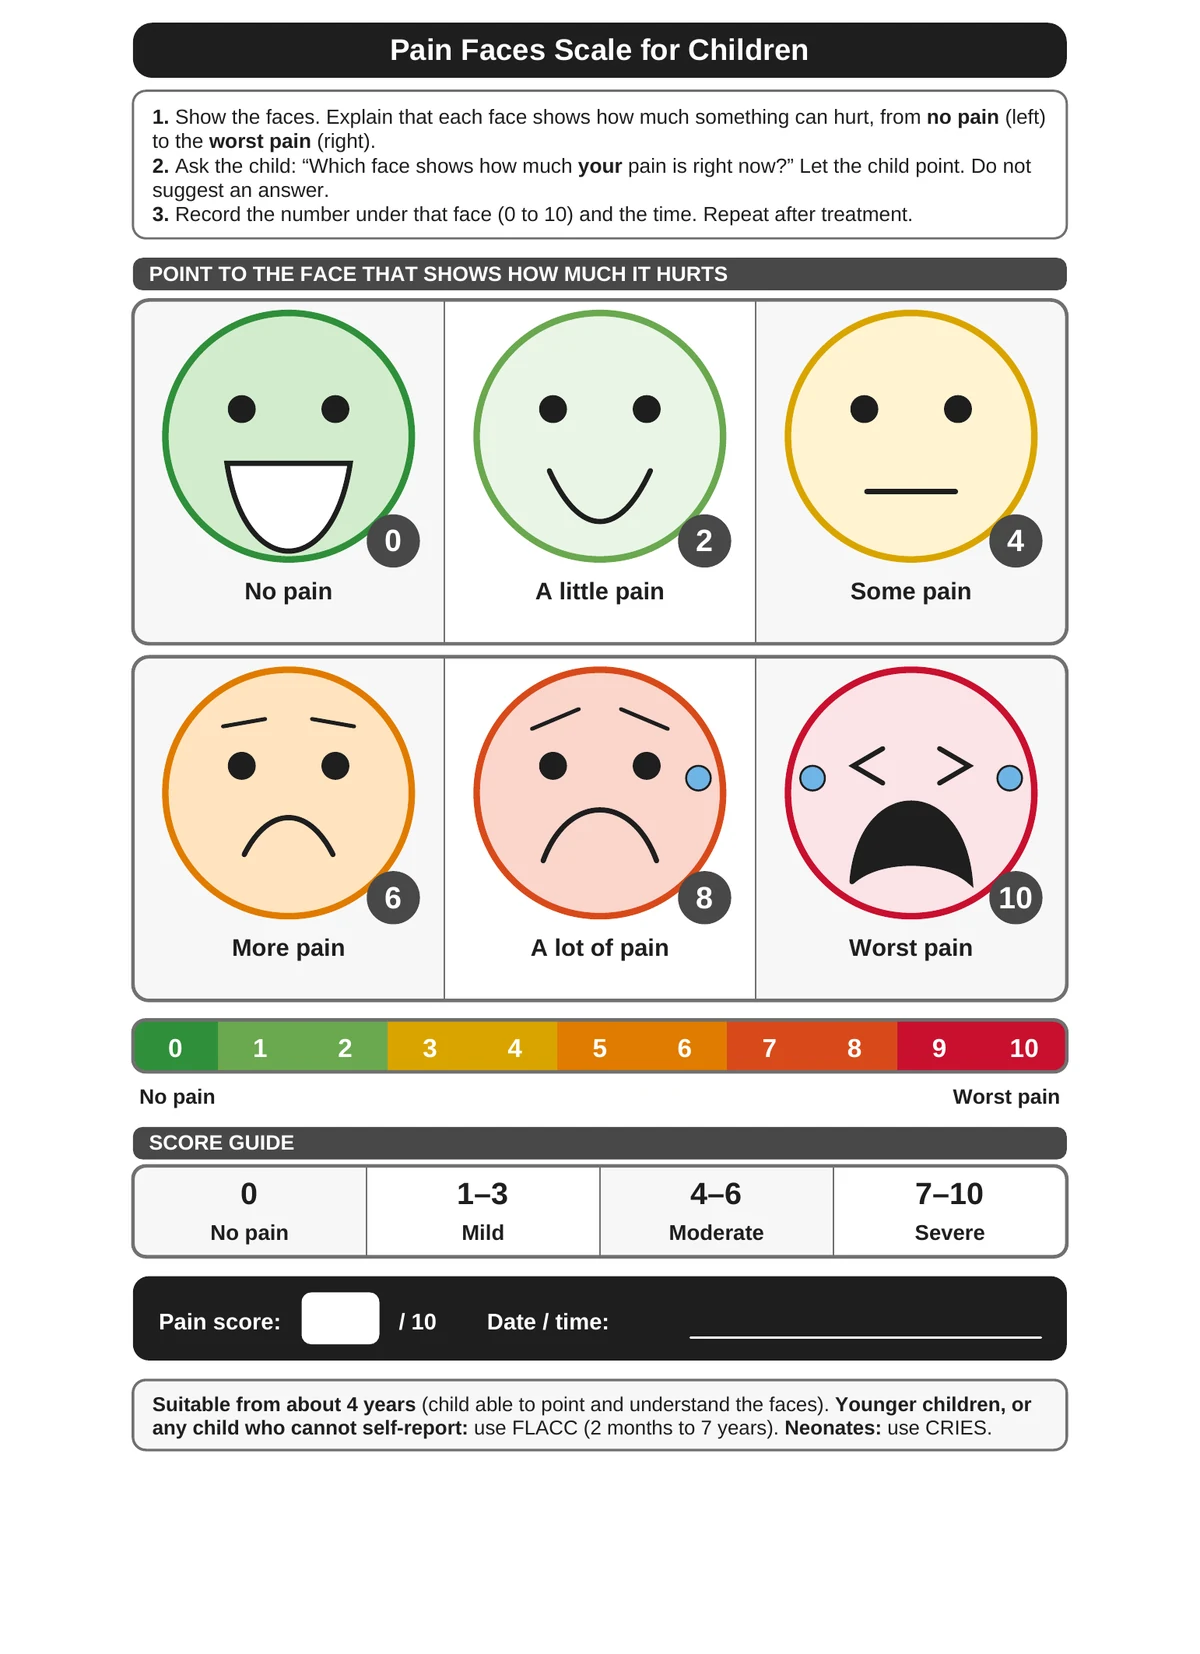 Pain Faces Scale for Children
1. Show the faces. Explain that each face shows how much something can hurt, from no pain (left)
to the worst pain (right).
2. Ask the child: “Which face shows how much your pain is right now?” Let the child point. Do not
suggest an answer.
3. Record the number under that face (0 to 10) and the time. Repeat after treatment.
POINT TO THE FACE THAT SHOWS HOW MUCH IT HURTS
0 2 4
No pain A little pain Some pain
6 8 10
More pain A lot of pain Worst pain
0 1 2 3 4 5 6 7 8 9 10
No pain Worst pain
SCORE GUIDE
0 1–3 4–6 7–10
No pain Mild Moderate Severe
Pain score: / 10 Date / time:
Suitable from about 4 years (child able to point and understand the faces). Younger children, or
any child who cannot self-report: use FLACC (2 months to 7 years). Neonates: use CRIES.